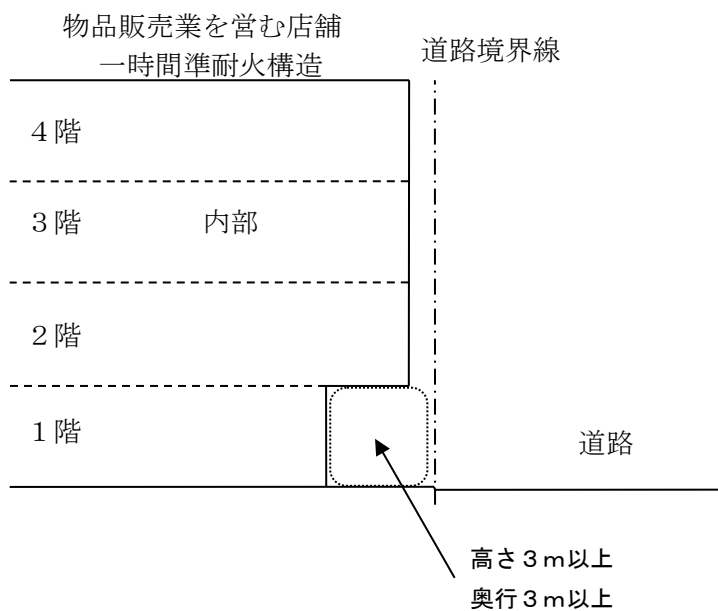 物品販売業を営む店舗
一時間準耐火構造
道路境界線
４階
３階
内部
２階
１階
道路
高さ３ｍ以上
奥行３ｍ以上